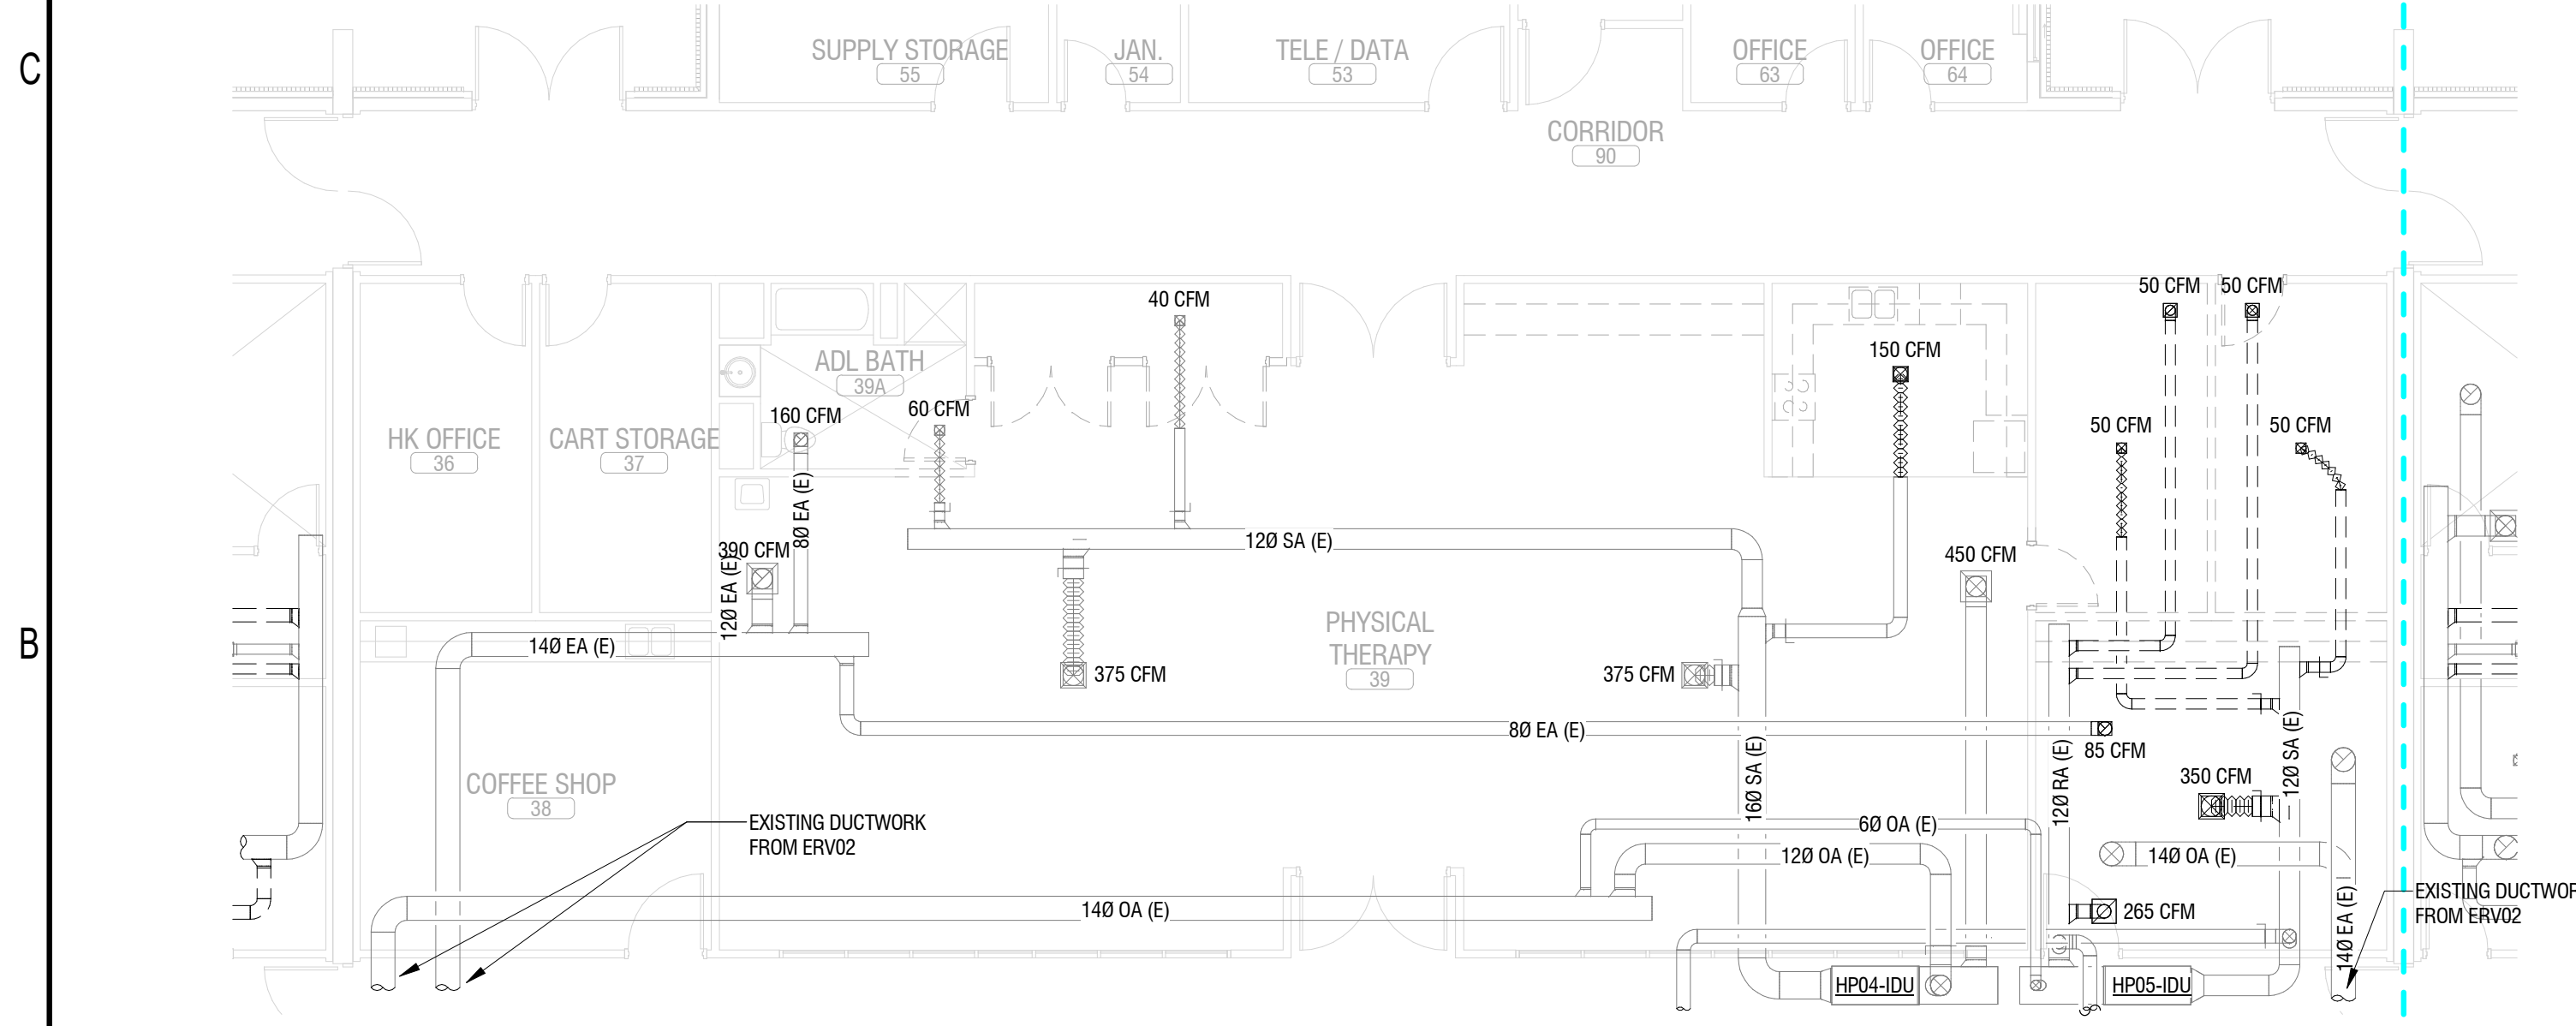 C
SUPPLY STORAGE
55
JAN.
54
TELE / DATA
53
OFFICE
63
OFFICE
64
CORRIDOR
90
50 CFM
50 CFM
40 CFM
150 CFM
ADL BATH
39A
160 CFM
60 CFM
50 CFM
50 CFM
HK OFFICE
36
CART STORAGE
37
8Ø EA (E)
12Ø SA (E)
390 CFM
12Ø EA (E)
450 CFM
B
14Ø EA (E)
PHYSICAL
THERAPY
39
375 CFM
375 CFM
8Ø EA (E)
85 CFM
16Ø SA (E)
12Ø RA (E)
12Ø SA (E)
350 CFM
COFFEE SHOP
38
EXISTING DUCTWORK
FROM ERV02
6Ø OA (E)
12Ø OA (E)
14Ø OA (E)
14Ø OA (E)
265 CFM
14Ø EA (E)
EXISTING DUCTWOR
FROM ERV02
HP04-IDU
HP05-IDU